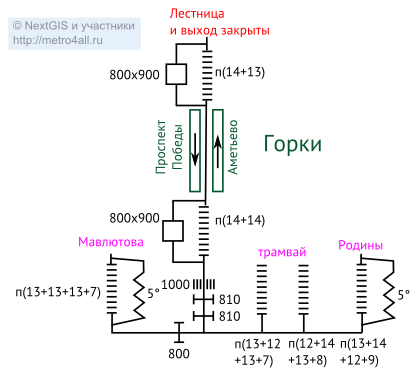 Лестница
и выход закрыты
© NextGIS и участники
http://metro4all.ru
800x900
п(14+13)
Проспект
Победы
Аметьево
Горки
800x900
п(14+14)
Мавлютова
трамвай
Родины
п(13+13+13+7)
5°
1000
810
810
5°
800
п(13+12
+13+7)
п(12+14
+13+8)
п(13+14
+12+9)